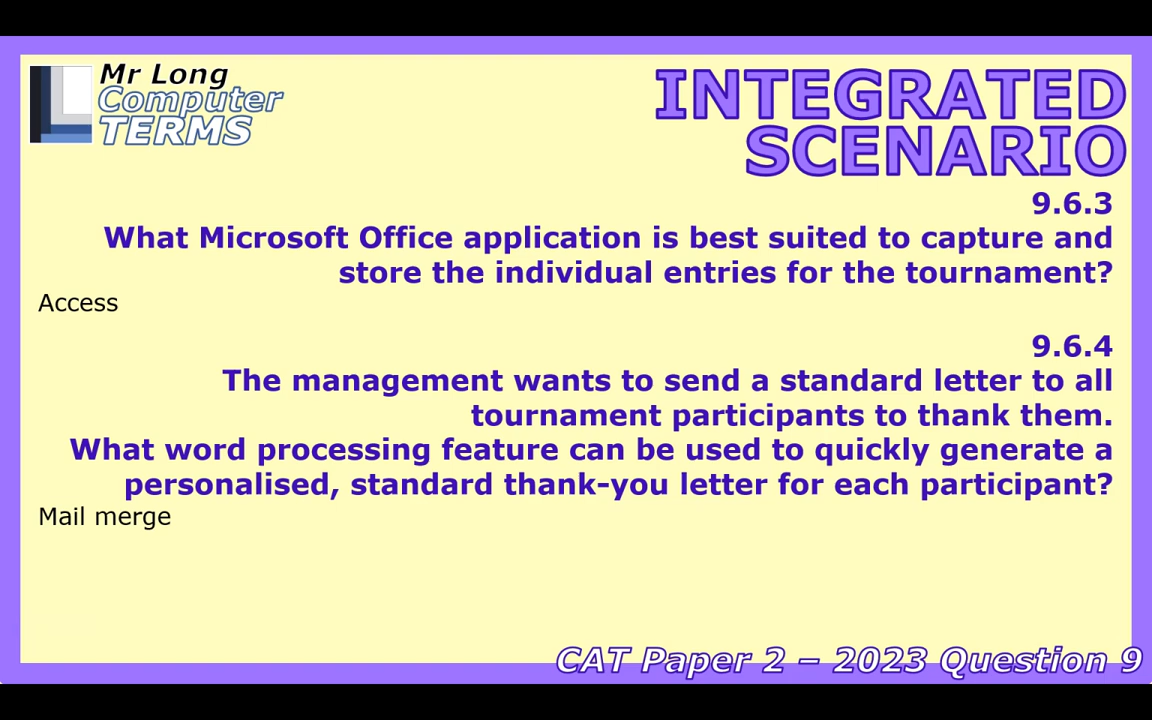 Mr Long
Computer
TERMS
INTEGRATED
SCENARIO
9.6.3
What Microsoft Office application is best suited to capture and
store the individual entries for the tournament?
Access
9.6.4
The management wants to send a standard letter to all
tournament participants to thank them.
What word processing feature can be used to quickly generate a
personalised, standard thank-you letter for each participant?
Mail merge
CAT Paper 2 – 2023 Question 9